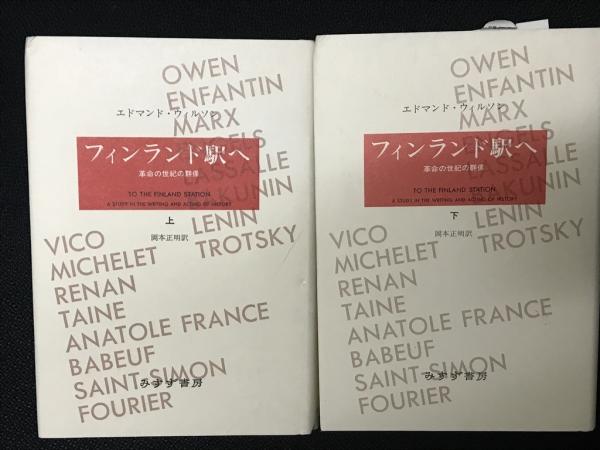 OWEN
ENFANTIN
MARX
LASSALLE
KUNIN
LENIN
TROTSKY
エドマンド・ウィルソン
フィンランド駅へ
革命の世紀の群像
TO THE FINLAND STATION
A STUDY IN THE WRITING AND ACTING OF HISTORY
上
岡本正明訳
VICO
MICHELET
RENAN
TAINE
ANATOLE FRANCE
BABEUF
SAINT-SIMON
FOURIER
みすず書房
OWEN
ENFANTIN
MARX
GELS
LASSALLE
KUNIN
LENIN
TROTSKY
エドマンド・ウィルソン
フィンランド駅へ
革命の世紀の群像
TO THE FINLAND STATION
A STUDY IN THE WRITING AND ACTING OF HISTORY
下
岡本正明訳
VICO
MICHELET
RENAN
TAINE
ANATOLE FRANCE
BABEUF
SAINT-SIMON
FOURIER
みすず書房